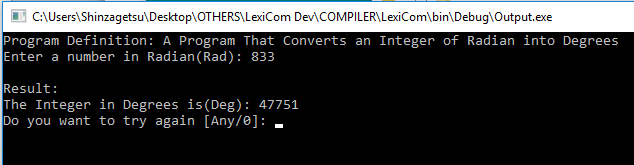 C:\Users\Shinzagetsu\Desktop\OTHERS\LexiCom Dev\COMPILER\LexiCom\bin\Debug\Output.exe
Program Definition: A Program That Converts an Integer of Radian into Degrees
Enter a number in Radian(Rad): 833
Result:
The Integer in Degrees is(Deg): 47751
Do you want to try again [Any/0]: